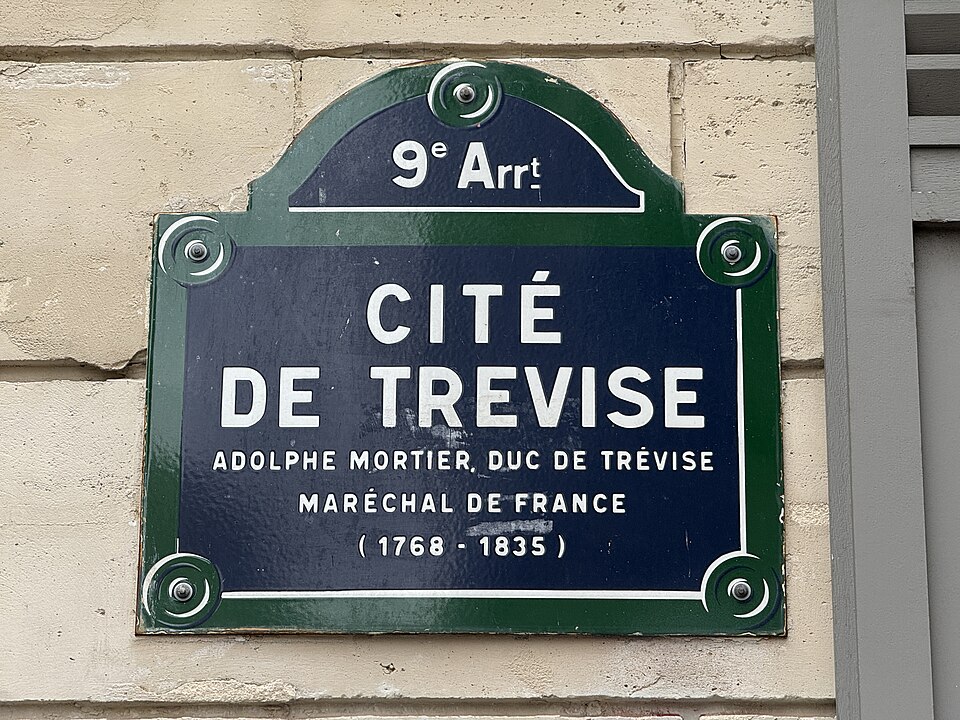 9e Arrt
CITÉ
DE TREVISE
ADOLPHE MORTIER, DUC DE TRÉVISE
MARÉCHAL DE FRANCE
(1768 - 1835)